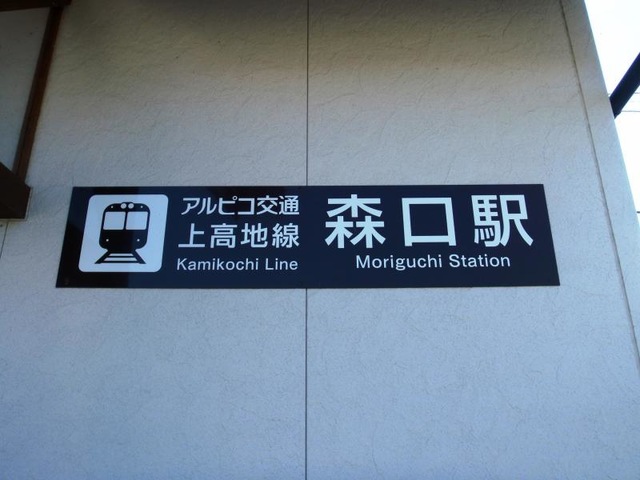 アルピコ交通
上高地線
Kamikochi Line
森口駅
Moriguchi Station